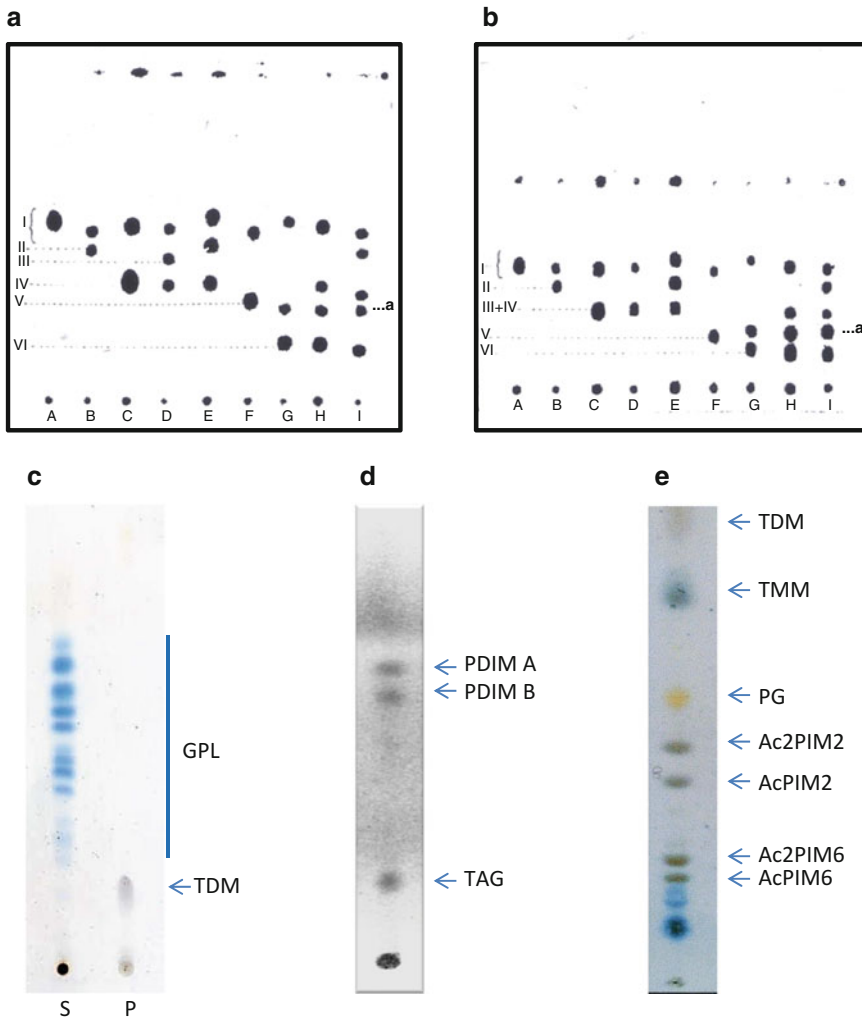 a
I
II
III
IV
V
...a
VI
A B C D E F G H I
b
I
II
III+IV
V
...a
VI
A B C D E F G H I
c
GPL
TDM
S P
d
PDIM A
PDIM B
TAG
e
TDM
TMM
PG
Ac2PIM2
AcPIM2
Ac2PIM6
AcPIM6